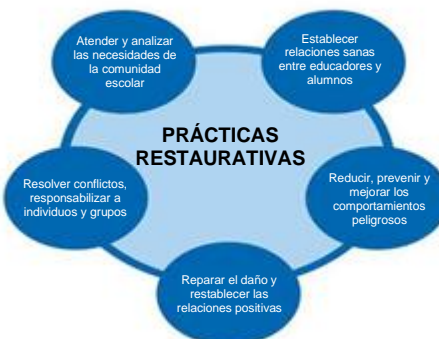 PRÁCTICAS
RESTAURATIVAS
Atender y analizar
las necesidades de
la comunidad
escolar
Establecer
relaciones sanas
entre educadores y
alumnos
Reducir, prevenir y
mejorar los
comportamientos
peligrosos
Reparar el daño y
restablecer las
relaciones positivas
Resolver conflictos,
responsabilizar a
individuos y grupos